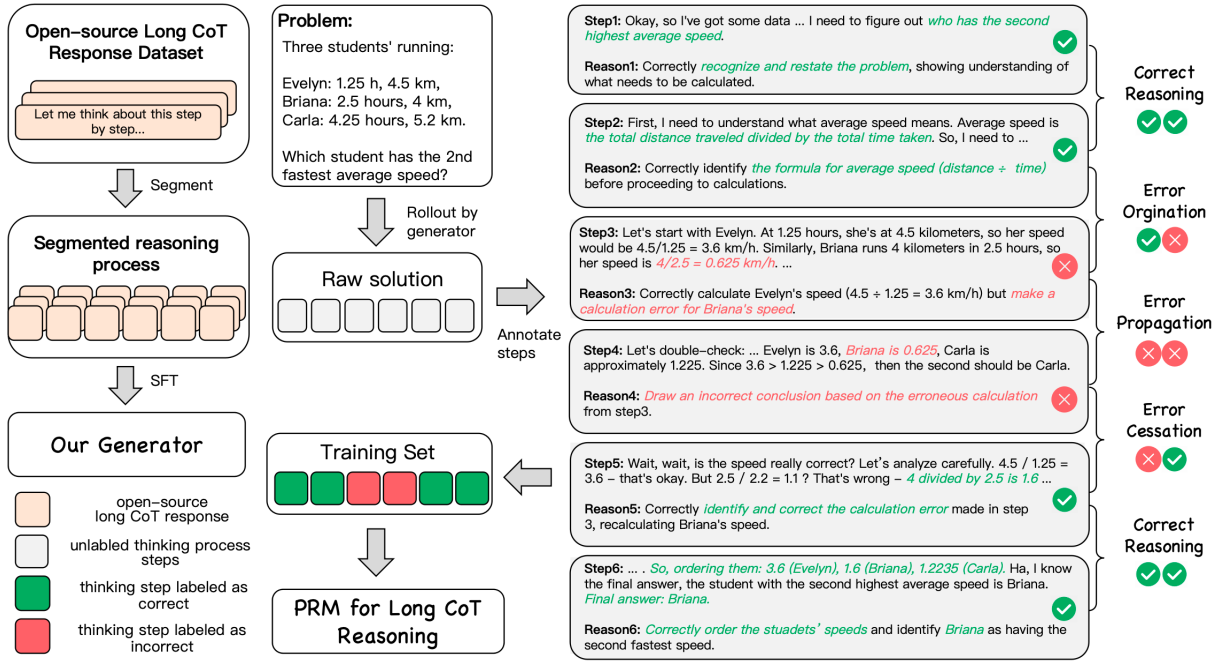 Open-source Long CoT
Response Dataset
Let me think about this step
by step...
Segment
Segmented reasoning
process
SFT
Our Generator
open-source
long CoT response
unlabled thinking process
steps
thinking step labeled as
correct
thinking step labeled as
incorrect
Problem:
Three students' running:
Evelyn: 1.25 h, 4.5 km,
Briana: 2.5 hours, 4 km,
Carla: 4.25 hours, 5.2 km.
Which student has the 2nd
fastest average speed?
Rollout by
generator
Raw solution
Annotate
steps
Training Set
PRM for Long CoT
Reasoning
Step1: Okay, so I've got some data ... I need to figure out who has the second
highest average speed.
Reason1: Correctly recognize and restate the problem, showing understanding of
what needs to be calculated.
Step2: First, I need to understand what average speed means. Average speed is
the total distance traveled divided by the total time taken. So, I need to ...
Reason2: Correctly identify the formula for average speed (distance ÷ time)
before proceeding to calculations.
Step3: Let's start with Evelyn. At 1.25 hours, she's at 4.5 kilometers, so her speed
would be 4.5/1.25 = 3.6 km/h. Similarly, Briana runs 4 kilometers in 2.5 hours, so
her speed is 4/2.5 = 0.625 km/h. ...
Reason3: Correctly calculate Evelyn's speed (4.5 ÷ 1.25 = 3.6 km/h) but make a
calculation error for Briana's speed.
Step4: Let's double-check: ... Evelyn is 3.6, Briana is 0.625, Carla is
approximately 1.225. Since 3.6 > 1.225 > 0.625, then the second should be Carla.
Reason4: Draw an incorrect conclusion based on the erroneous calculation
from step3.
Step5: Wait, wait, is the speed really correct? Let's analyze carefully. 4.5 / 1.25 =
3.6 – that's okay. But 2.5 / 2.2 = 1.1 ? That's wrong – 4 divided by 2.5 is 1.6 ...
Reason5: Correctly identify and correct the calculation error made in step
3, recalculating Briana's speed.
Step6: ... . So, ordering them: 3.6 (Evelyn), 1.6 (Briana), 1.2235 (Carla). Ha, I know
the final answer, the student with the second highest average speed is Briana.
Final answer: Briana.
Reason6: Correctly order the stuadets' speeds and identify Briana as having the
second fastest speed.
Correct
Reasoning
Error
Orgination
Error
Propagation
Error
Cessation
Correct
Reasoning